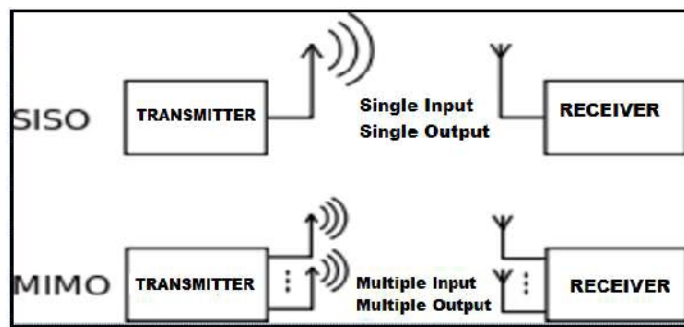 SISO
TRANSMITTER
Single Input
Single Output
RECEIVER
MIMO
TRANSMITTER
Multiple Input
Multiple Output
RECEIVER